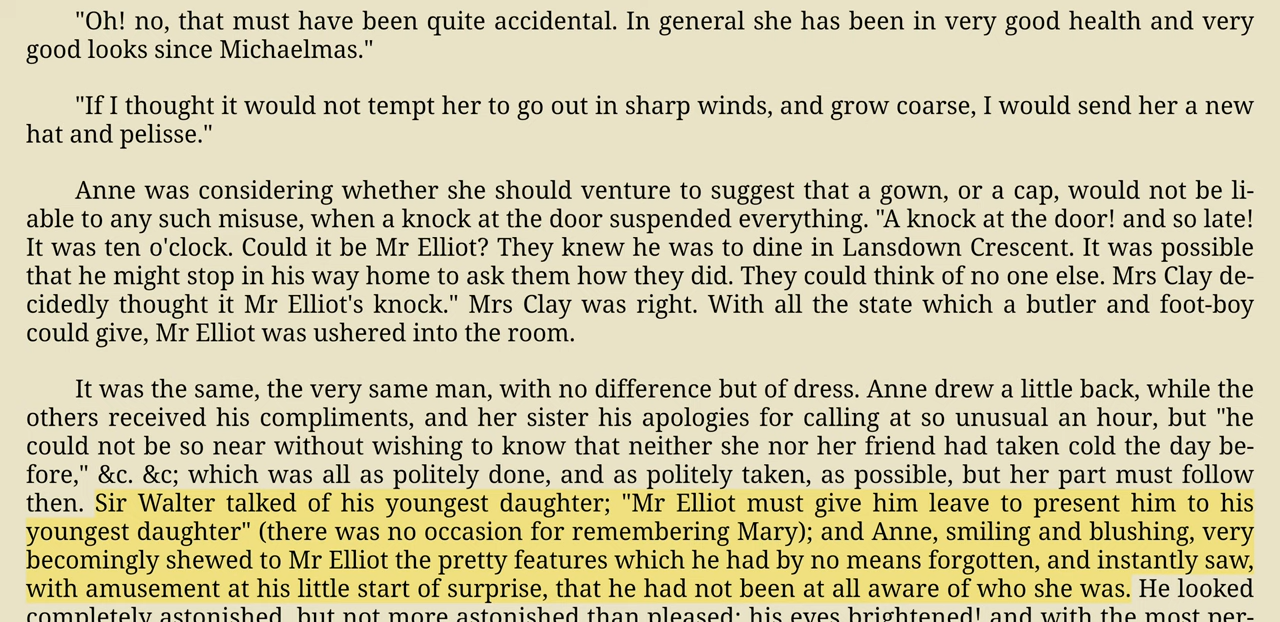 "Oh! no, that must have been quite accidental. In general she has been in very good health and very
good looks since Michaelmas."
"If I thought it would not tempt her to go out in sharp winds, and grow coarse, I would send her a new
hat and pelisse."
Anne was considering whether she should venture to suggest that a gown, or a cap, would not be li-
able to any such misuse, when a knock at the door suspended everything. "A knock at the door! and so late!
It was ten o'clock. Could it be Mr Elliot? They knew he was to dine in Lansdown Crescent. It was possible
that he might stop in his way home to ask them how they did. They could think of no one else. Mrs Clay de-
cidedly thought it Mr Elliot's knock." Mrs Clay was right. With all the state which a butler and foot-boy
could give, Mr Elliot was ushered into the room.
It was the same, the very same man, with no difference but of dress. Anne drew a little back, while the
others received his compliments, and her sister his apologies for calling at so unusual an hour, but "he
could not be so near without wishing to know that neither she nor her friend had taken cold the day be-
fore," &c. &c; which was all as politely done, and as politely taken, as possible, but her part must follow
then. Sir Walter talked of his youngest daughter; "Mr Elliot must give him leave to present him to his
youngest daughter" (there was no occasion for remembering Mary); and Anne, smiling and blushing, very
becomingly shewed to Mr Elliot the pretty features which he had by no means forgotten, and instantly saw,
with amusement at his little start of surprise, that he had not been at all aware of who she was. He looked
completely astonished, but not more astonished than pleased; his eyes brightened! and with the most per-